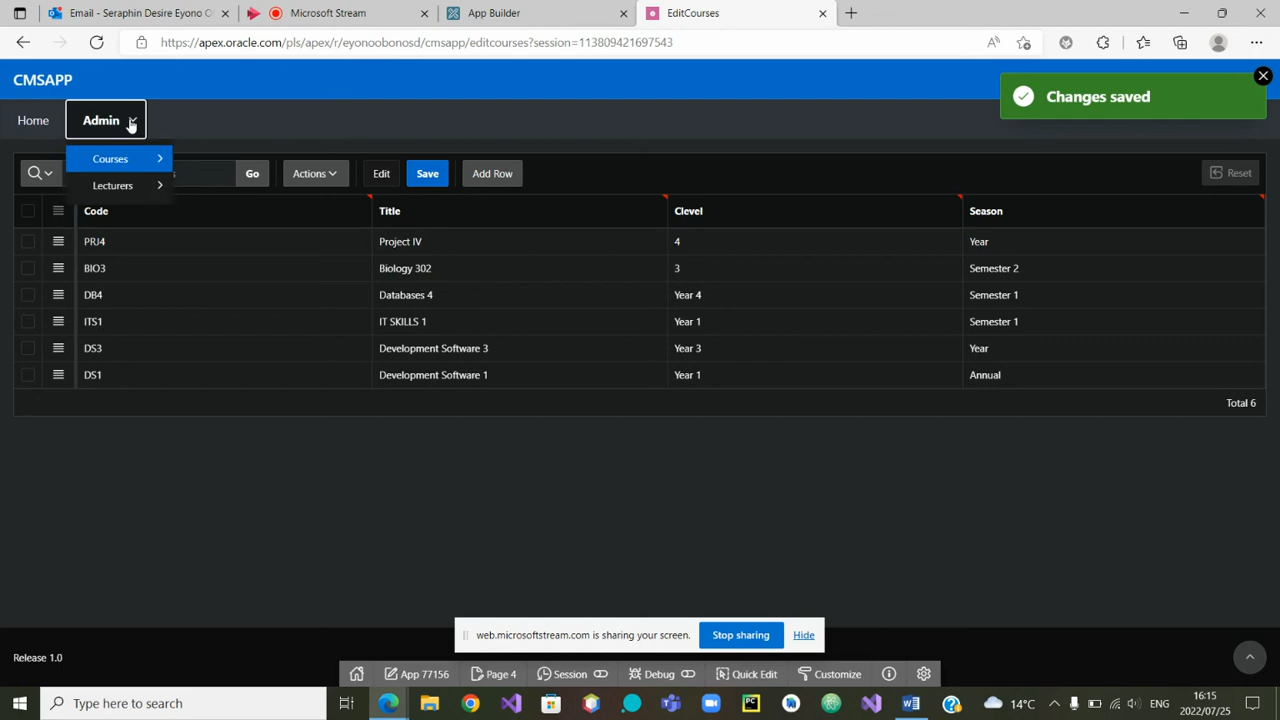 Email - Seraphin Desire Eyono O
Microsoft Stream
App Builder
EditCourses
https://apex.oracle.com/pls/apex/r/eyonoobonosd/cmsapp/editcourses?session=113809421697543
CMSAPP
Changes saved
Home
Admin
Courses
Lecturers
Go
Actions
Edit
Save
Add Row
Reset
Code Title Clevel Season
PRJ4 Project IV 4 Year
BIO3 Biology 302 3 Semester 2
DB4 Databases 4 Year 4 Semester 1
ITS1 IT SKILLS 1 Year 1 Semester 1
DS3 Development Software 3 Year 3 Year
DS1 Development Software 1 Year 1 Annual
Total 6
web.microsoftstream.com is sharing your screen.
Stop sharing
Hide
Release 1.0
App 77156
Page 4
Session
Debug
Quick Edit
Customize
Type here to search
14°C
ENG
16:15
2022/07/25